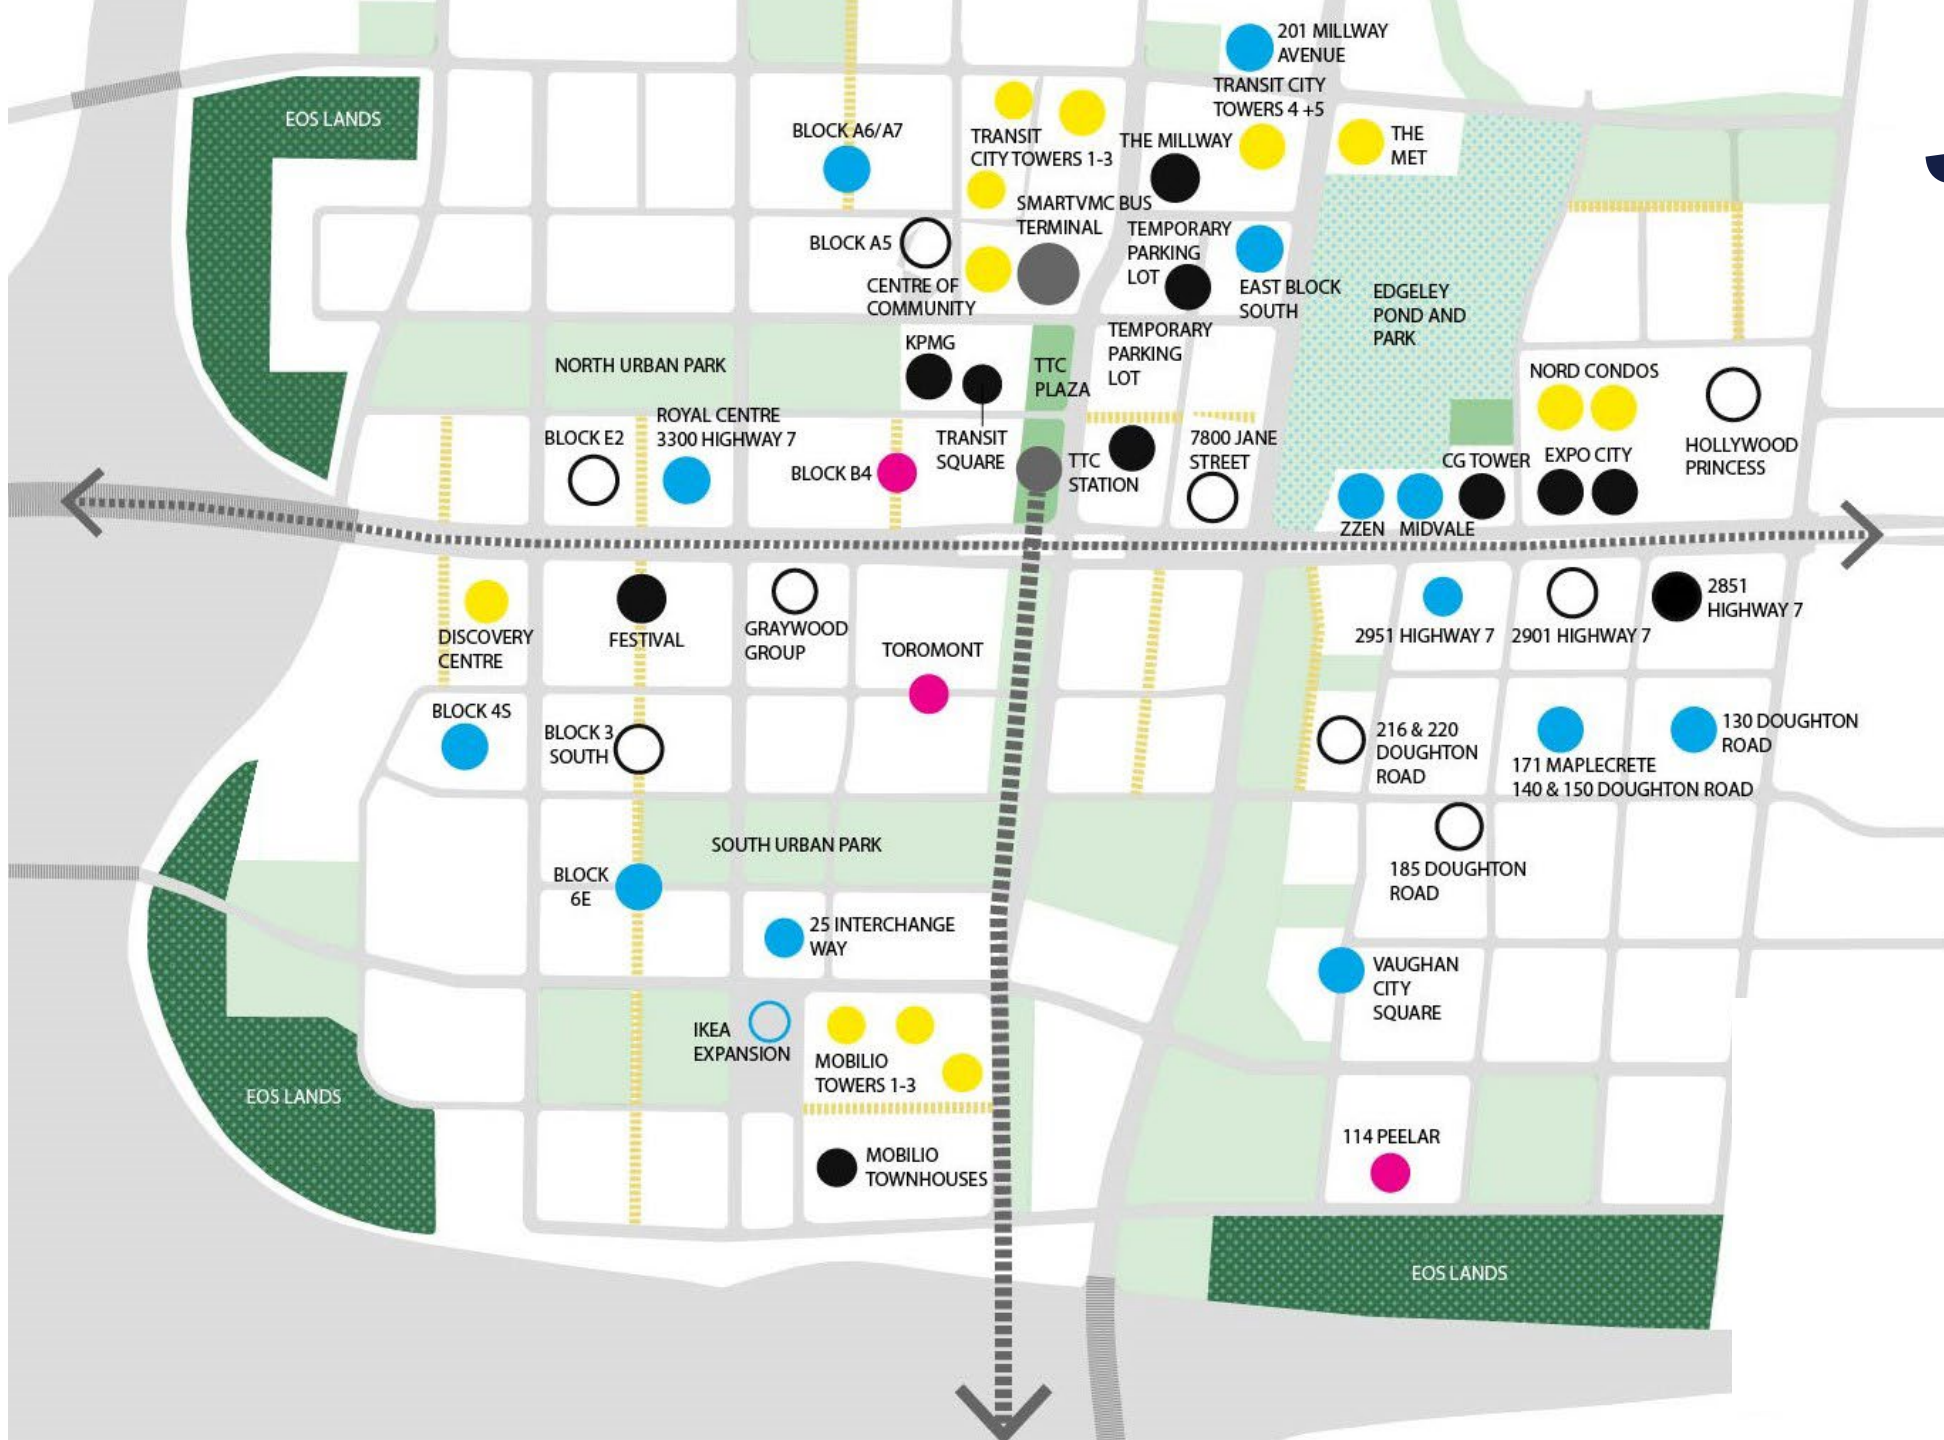 201 MILLWAY
AVENUE
TRANSIT CITY
TOWERS 4 +5
EOS LANDS
BLOCK A6/A7
TRANSIT
CITY TOWERS 1-3
THE MILLWAY
THE
MET
SMARTVMC BUS
TERMINAL
BLOCK A5
TEMPORARY
PARKING
LOT
CENTRE OF
COMMUNITY
EAST BLOCK
SOUTH
EDGELEY
POND AND
PARK
KPMG
TEMPORARY
PARKING
LOT
NORTH URBAN PARK
TTC
PLAZA
NORD CONDOS
ROYAL CENTRE
3300 HIGHWAY 7
BLOCK E2
BLOCK B4
TRANSIT
SQUARE
TTC
STATION
7800 JANE
STREET
CG TOWER
EXPO CITY
HOLLYWOOD
PRINCESS
ZZEN
MIDVALE
DISCOVERY
CENTRE
FESTIVAL
GRAYWOOD
GROUP
TOROMONT
2951 HIGHWAY 7
2901 HIGHWAY 7
2851
HIGHWAY 7
BLOCK 4S
BLOCK 3
SOUTH
216 & 220
DOUGHTON
ROAD
171 MAPLECRETE
140 & 150 DOUGHTON ROAD
130 DOUGHTON
ROAD
SOUTH URBAN PARK
185 DOUGHTON
ROAD
BLOCK
6E
25 INTERCHANGE
WAY
VAUGHAN
CITY
SQUARE
IKEA
EXPANSION
MOBILIO
TOWERS 1-3
EOS LANDS
114 PEELAR
MOBILIO
TOWNHOUSES
EOS LANDS